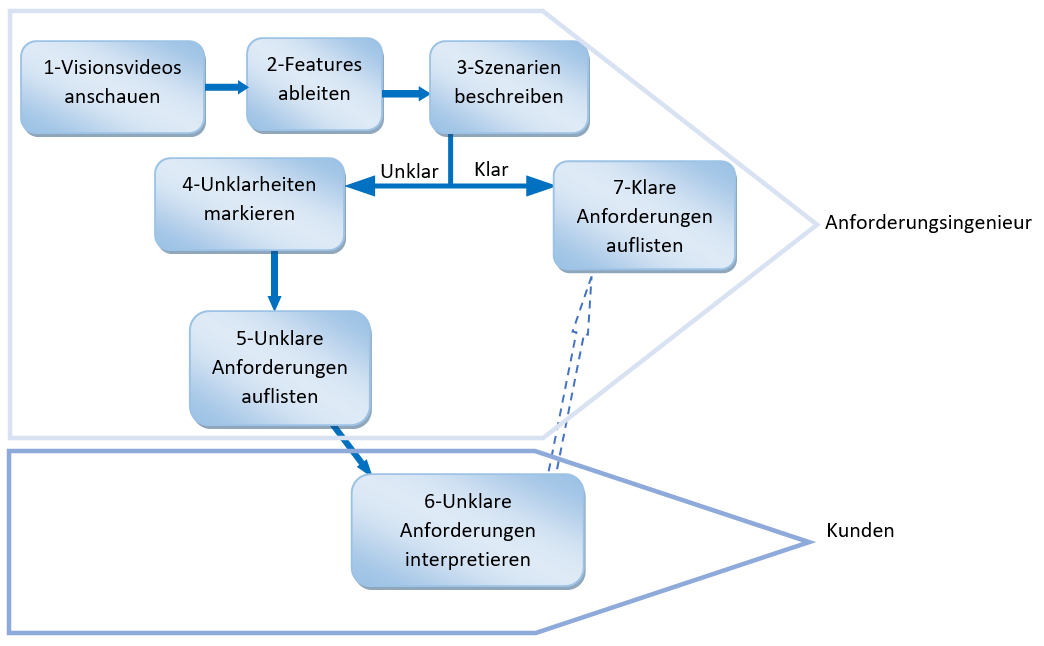 1-Visionsvideos
anschauen
2-Features
ableiten
3-Szenarien
beschreiben
Unklar
Klar
4-Unklarheiten
markieren
7-Klare
Anforderungen
auflisten
Anforderungsingenieur
5-Unklare
Anforderungen
auflisten
6-Unklare
Anforderungen
interpretieren
Kunden